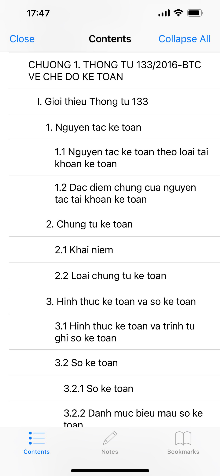 17:47
Close
Contents
Collapse All
CHUONG 1. THONG TU 133/2016-BTC
VE CHE DO KE TOAN
I. Gioi thieu Thong tu 133
1. Nguyen tac ke toan
1.1 Nguyen tac ke toan theo loai tai
khoan ke toan
1.2 Dac diem chung cua nguyen
tac tai khoan ke toan
2. Chung tu ke toan
2.1 Khai niem
2.2 Loai chung tu ke toan
3. Hinh thuc ke toan va so ke toan
3.1 Hinh thuc ke toan va trinh tu
ghi so ke toan
3.2 So ke toan
3.2.1 So ke toan
3.2.2 Danh muc bieu mau so ke
toan
Contents
Notes
Bookmarks